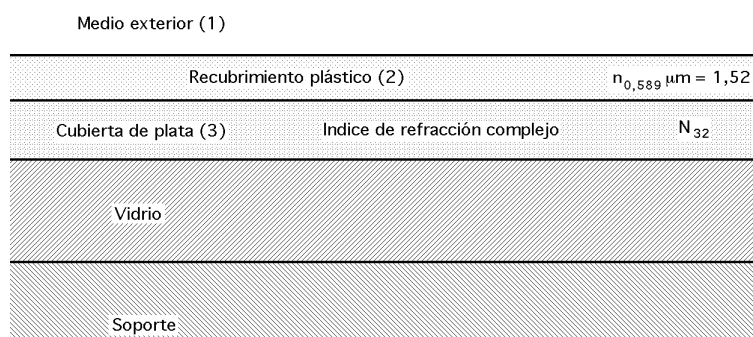 Medio exterior (1)
Recubrimiento plástico (2) n0,589 µm = 1,52
Cubierta de plata (3) Indice de refracción complejo N32
Vidrio
Soporte